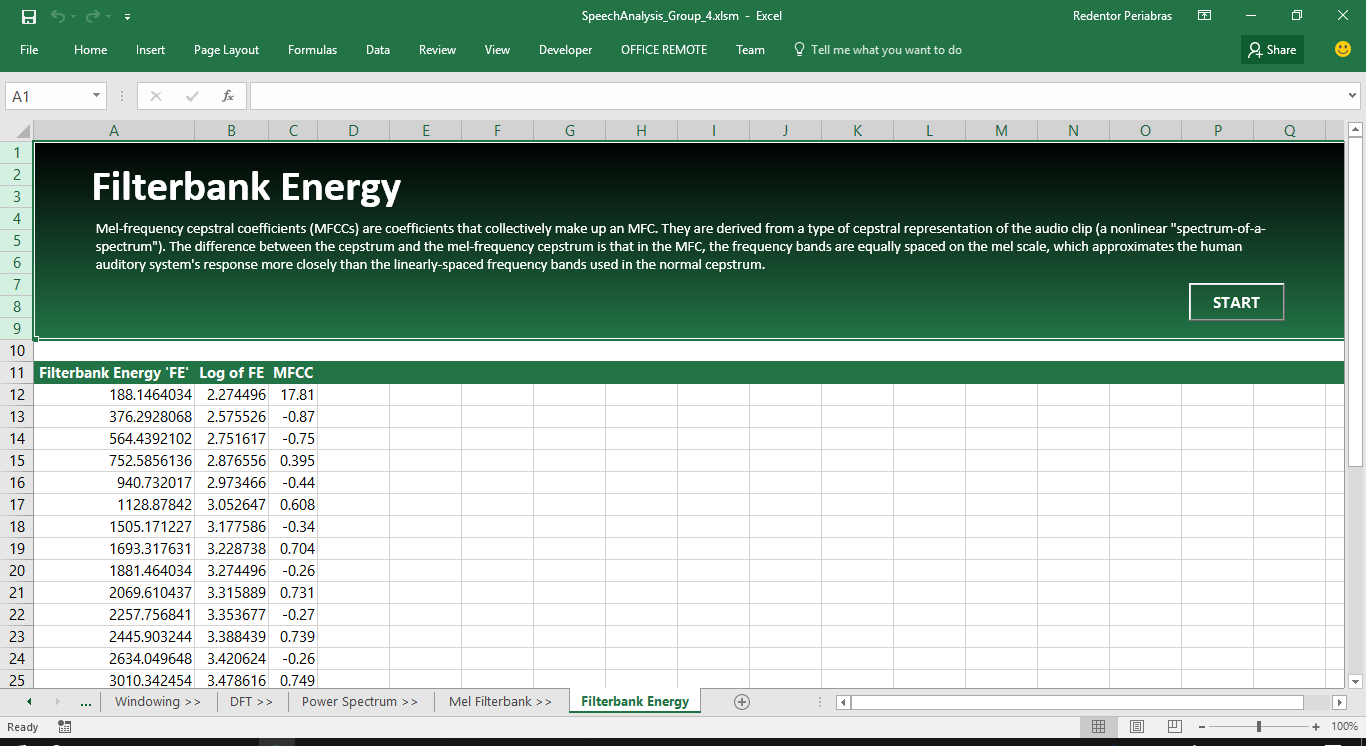 SpeechAnalysis_Group_4.xlsm - Excel
Redentor Periabras
File Home Insert Page Layout Formulas Data Review View Developer OFFICE REMOTE Team Tell me what you want to do Share
A1 fx
A B C D E F G H I J K L M N O P Q
1
2
3
4
5
6
7
8
9
Filterbank Energy
Mel-frequency cepstral coefficients (MFCCs) are coefficients that collectively make up an MFC. They are derived from a type of cepstral representation of the audio clip (a nonlinear "spectrum-of-a-
spectrum"). The difference between the cepstrum and the mel-frequency cepstrum is that in the MFC, the frequency bands are equally spaced on the mel scale, which approximates the human
auditory system's response more closely than the linearly-spaced frequency bands used in the normal cepstrum.
START
10
11 Filterbank Energy 'FE' Log of FE MFCC
12 188.1464034 2.274496 17.81
13 376.2928068 2.575526 -0.87
14 564.4392102 2.751617 -0.75
15 752.5856136 2.876556 0.395
16 940.732017 2.973466 -0.44
17 1128.87842 3.052647 0.608
18 1505.171227 3.177586 -0.34
19 1693.317631 3.228738 0.704
20 1881.464034 3.274496 -0.26
21 2069.610437 3.315889 0.731
22 2257.756841 3.353677 -0.27
23 2445.903244 3.388439 0.739
24 2634.049648 3.420624 -0.26
25 3010.342454 3.478616 0.749
... Windowing >> DFT >> Power Spectrum >> Mel Filterbank >> Filterbank Energy
Ready 100%